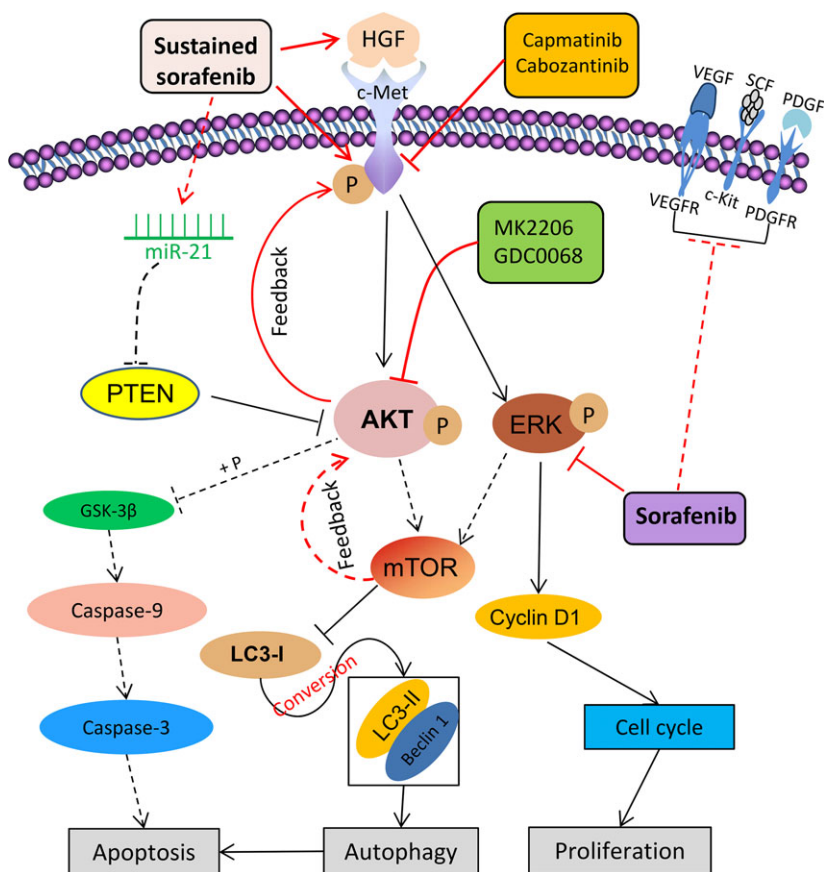 Sustained
sorafenib
HGF
c-Met
Capmatinib
Cabozantinib
VEGF
SCF
PDGF
VEGFR
c-Kit
PDGFR
P
miR-21
Feedback
MK2206
GDC0068
PTEN
AKT
P
ERK
P
+ P
GSK-3β
Feedback
Sorafenib
mTOR
Caspase-9
LC3-I
Conversion
Cyclin D1
LC3-II
Beclin 1
Caspase-3
Cell cycle
Apoptosis
Autophagy
Proliferation